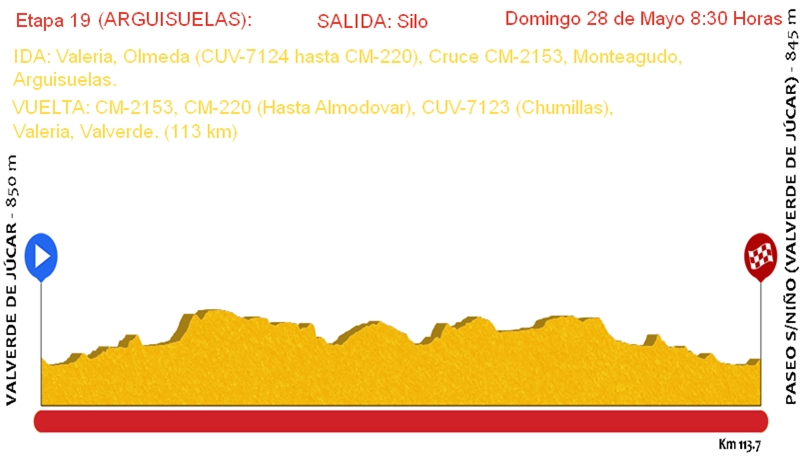 Etapa 19 (ARGUISUELAS):
SALIDA: Silo
Domingo 28 de Mayo 8:30 Horas
IDA: Valeria, Olmeda (CUV-7124 hasta CM-220), Cruce CM-2153, Monteagudo,
Arguisuelas.
VUELTA: CM-2153, CM-220 (Hasta Almodovar), CUV-7123 (Chumillas),
Valeria, Valverde. (113 km)
VALVERDE DE JÚCAR - 850 m
PASEO S/NIÑO (VALVERDE DE JÚCAR) - 845 m
Km 113.7